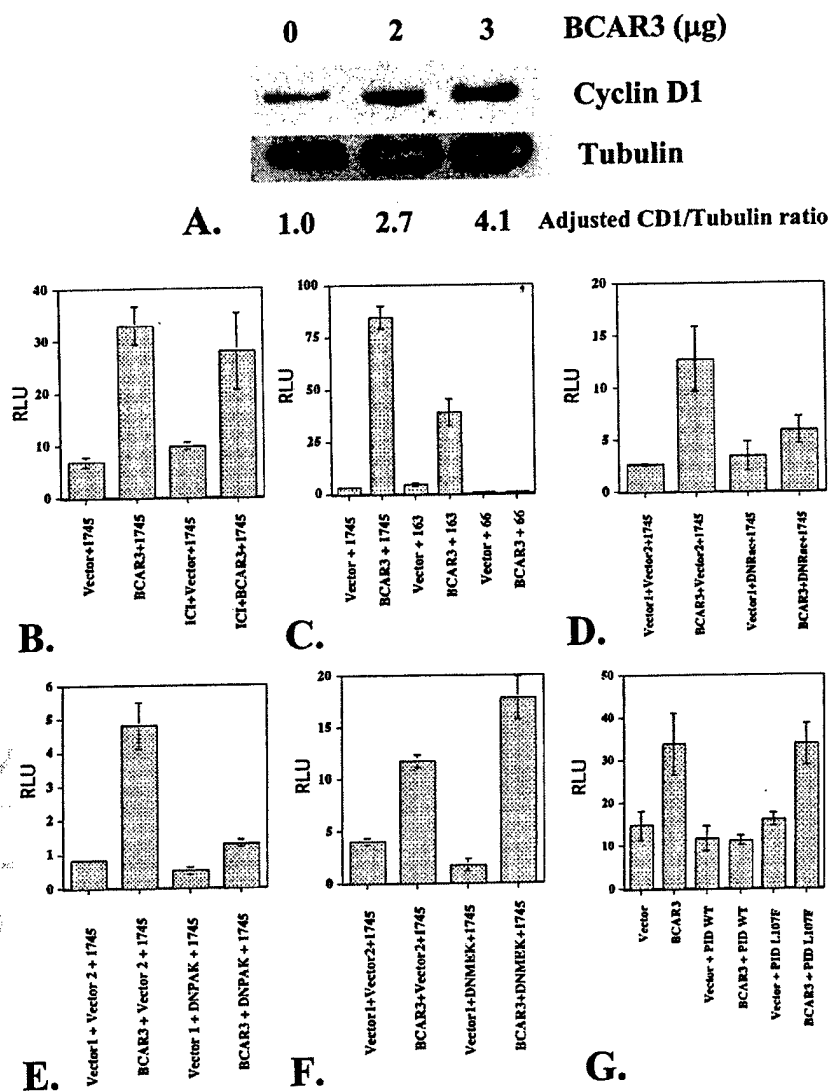 0 2 3 BCAR3 (µg)
Cyclin D1
Tubulin
A. 1.0 2.7 4.1 Adjusted CD1/Tubulin ratio
40
30
20
10
0
RLU
Vector+1745
BCAR3+1745
ICI+Vector+1745
ICI+BCAR3+1745
B.
100
75
50
25
0
RLU
Vector + 1745
BCAR3 + 1745
Vector + 163
BCAR3 + 163
Vector + 66
BCAR3 + 66
C.
20
15
10
5
0
RLU
Vector1+Vector2+1745
BCAR3+Vector2+1745
Vector1+DNRac+1745
BCAR3+DNRac+1745
D.
6
5
4
3
2
1
0
RLU
Vector1 + Vector 2 + 1745
BCAR3 + Vector 2 + 1745
Vector 1 + DNPAK + 1745
BCAR3 + DNPAK + 1745
E.
20
15
10
5
0
RLU
Vector1+Vector2+1745
BCAR3+Vector2+1745
Vector1+DNMEK+1745
BCAR3+DNMEK+1745
F.
50
40
30
20
10
0
RLU
Vector
BCAR3
Vector + PID WT
BCAR3 + PID WT
Vector + PID L107F
BCAR3 + PID L107F
G.